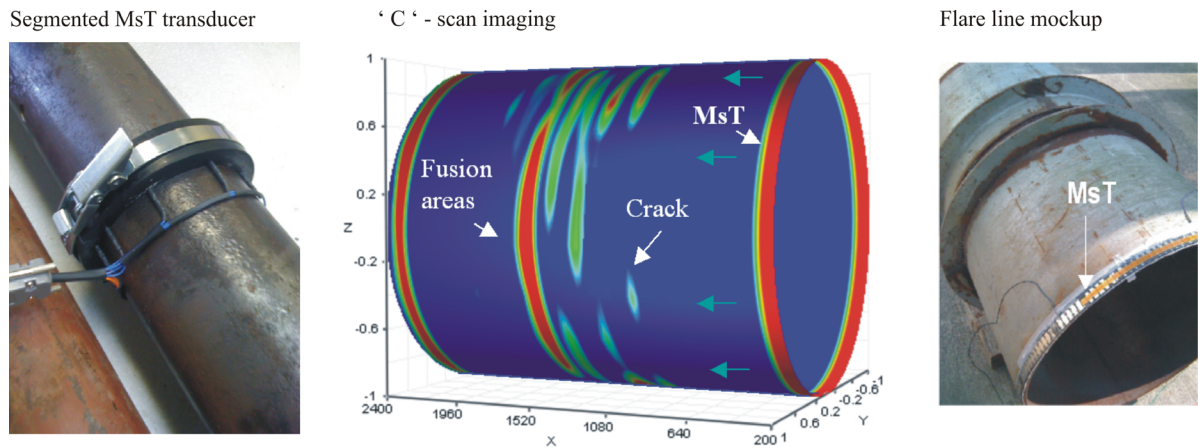 Segmented MsT transducer
‘ C ‘ - scan imaging
Flare line mockup
MsT
Fusion
areas
Crack
MsT
1
0.6
0.2
-0.2
-0.6
-1
Z
2400
1960
1520
1080
640
200
X
1
0.6
0.2
-0.2
-0.6
-1
Y